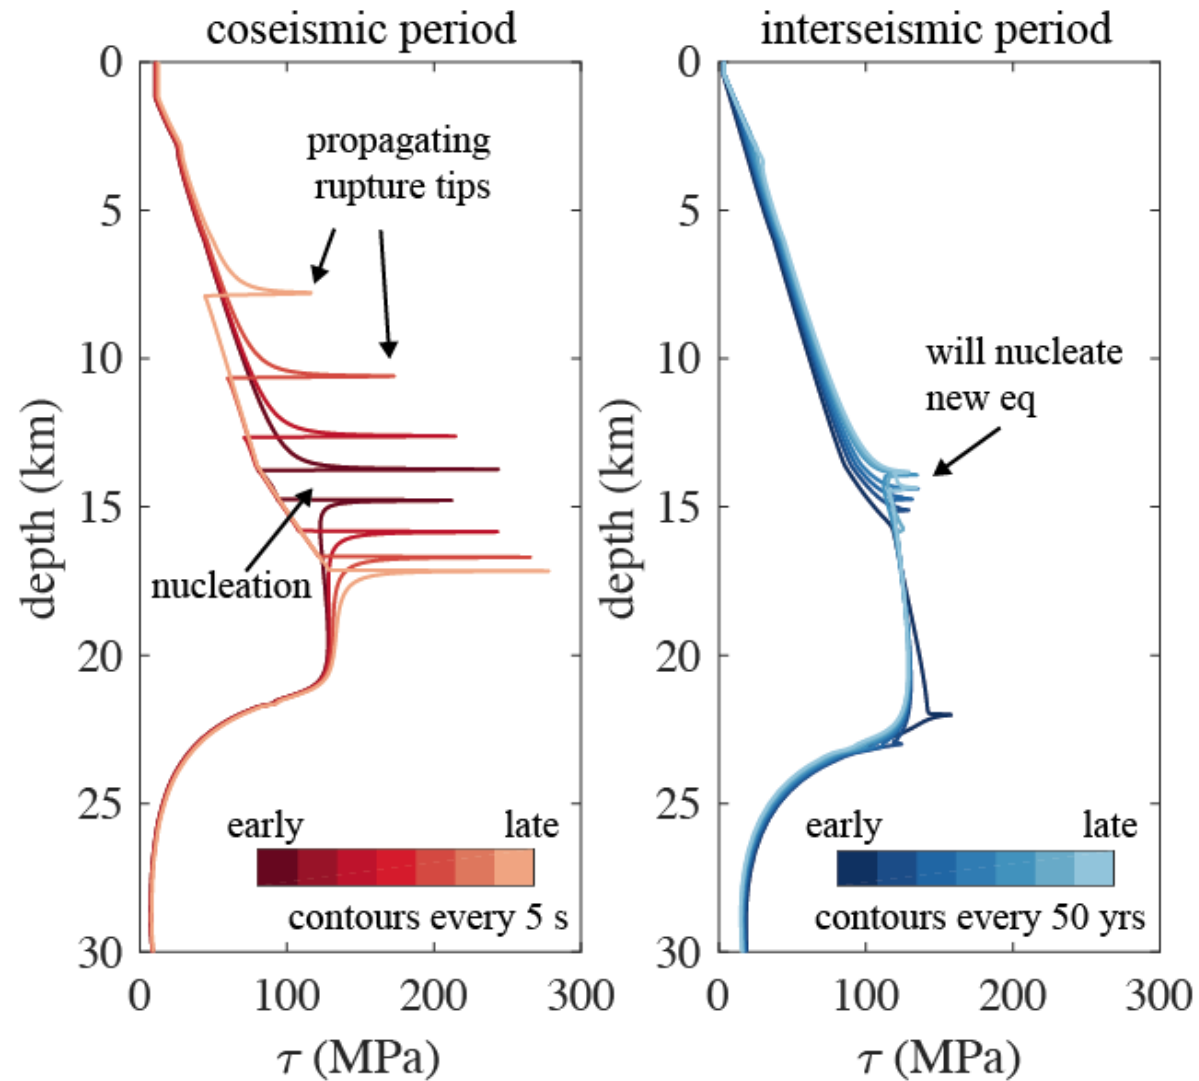 coseismic period
0
5
10
15
20
25
30
depth (km)
propagating
rupture tips
nucleation
early late
contours every 5 s
0 100 200 300
τ (MPa)
interseismic period
0
5
10
15
20
25
30
depth (km)
will nucleate
new eq
early late
contours every 50 yrs
0 100 200 300
τ (MPa)